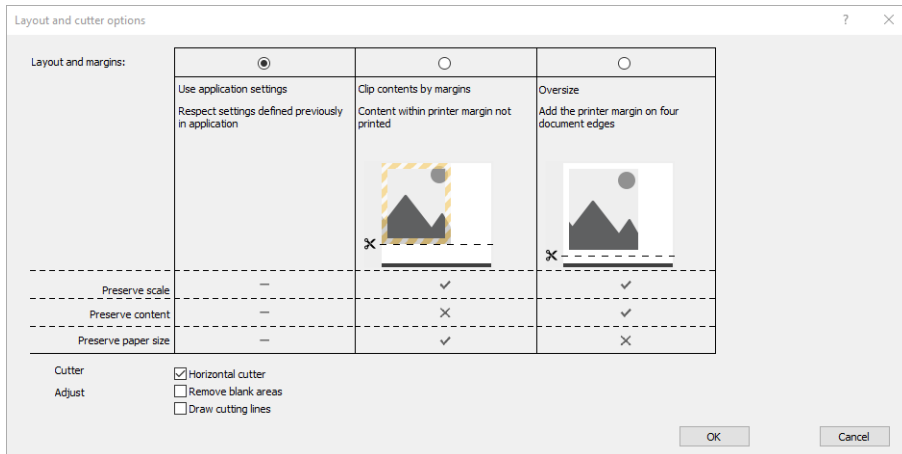 Layout and cutter options
Layout and margins:
Use application settings
Respect settings defined previously
in application
Clip contents by margins
Content within printer margin not
printed
Oversize
Add the printer margin on four
document edges
Preserve scale
Preserve content
Preserve paper size
Cutter
Horizontal cutter
Adjust
Remove blank areas
Draw cutting lines
OK
Cancel